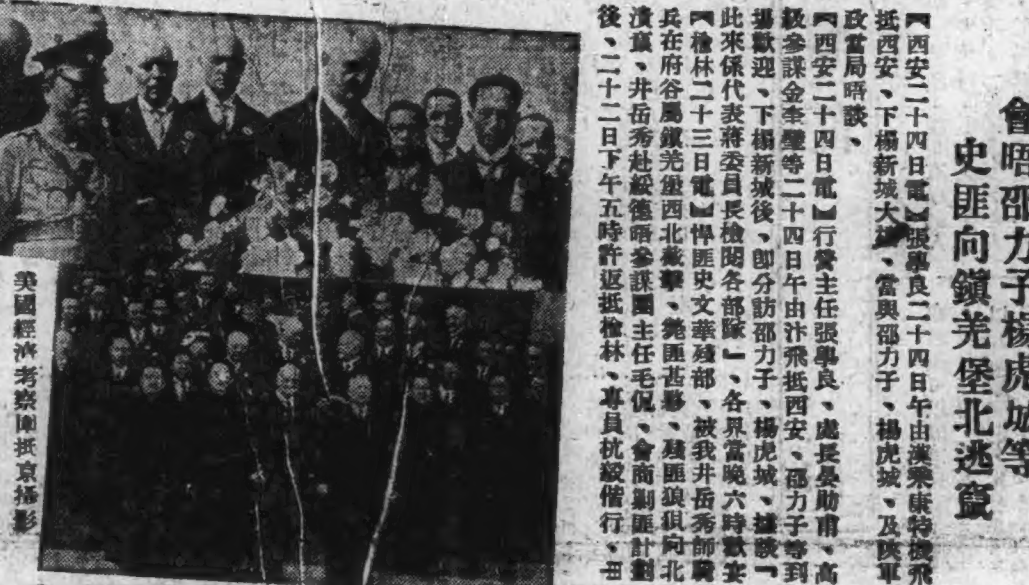 會晤邵力子楊虎城等
史匪向鎮羌堡北逃竄
【西安二十四日電】張學良二十四日午由漢乘康特機飛
抵西安、下榻新城大樓、當與邵力子、楊虎城、及陝軍
政當局晤談、
【西安二十四日電】行營主任張學良、處長晏勛甫、高
級參謀金奉璧等二十四日午由汴飛抵西安、邵力子等到
場歡迎、下榻新城後、卽分訪邵力子、楊虎城、據談「
此來係代表蔣委員長檢閱各部隊」、各界當晚六時歡宴
【榆林二十三日電】悍匪史文華殘部、被我井岳秀師騎
兵在府谷屬鎮羌堡西北截擊、斃匪甚夥、殘匪狼狽向北
潰竄、井岳秀赴綏德晤參謀團主任毛侃、會商剿匪計劃
後、二十二日下午五時許返抵榆林、專員杭毅偕行、
美國經濟考察團抵京攝影